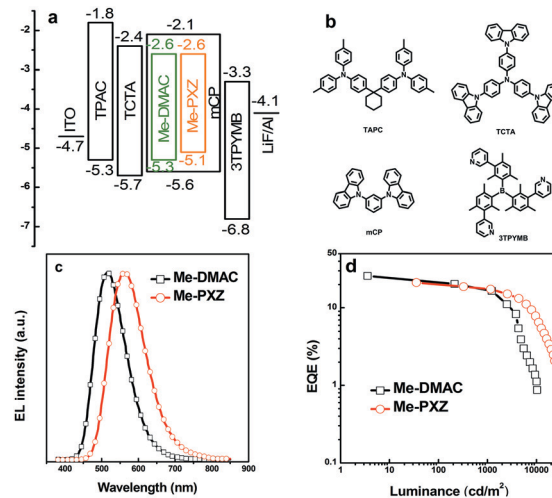 a
-1
-2
-3
-4
-5
-6
-7
-1.8
-2.4
-2.1
-2.6
-2.6
-3.3
-4.1
-4.7
ITO
TPAC
TCTA
Me-DMAC
Me-PXZ
mCP
3TPYMB
LiF/Al
-5.3
-5.7
-5.3
-5.1
-5.6
-6.8
b
N
N
TAPC
N
N
N
N
TCTA
N
N
mCP
N
N
B
N
3TPYMB
c
Me-DMAC
Me-PXZ
EL intensity (a.u.)
400 500 600 700 800 900
Wavelength (nm)
d
50
10
1
0.1
EQE (%)
Me-DMAC
Me-PXZ
1 10 100 1000 10000
Luminance (cd/m²)